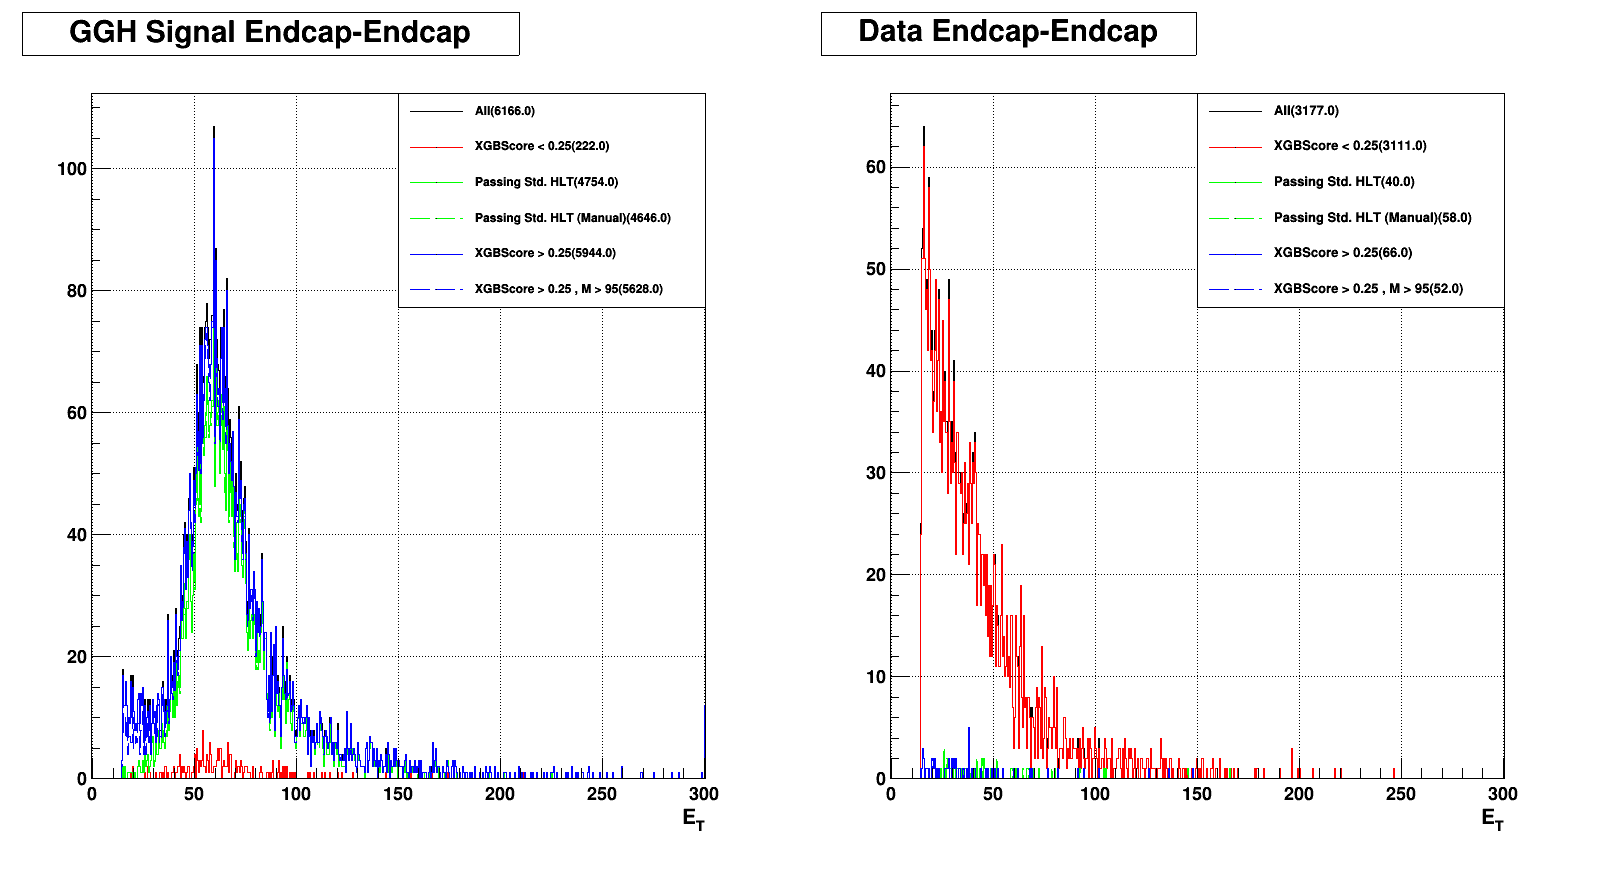 GGH Signal Endcap-Endcap
All(6166.0)
XGBScore < 0.25(222.0)
Passing Std. HLT(4754.0)
Passing Std. HLT (Manual)(4646.0)
XGBScore > 0.25(5944.0)
XGBScore > 0.25 , M > 95(5628.0)
100
80
60
40
20
0
0 50 100 150 200 250 300
E_T
Data Endcap-Endcap
All(3177.0)
XGBScore < 0.25(3111.0)
Passing Std. HLT(40.0)
Passing Std. HLT (Manual)(58.0)
XGBScore > 0.25(66.0)
XGBScore > 0.25 , M > 95(52.0)
60
50
40
30
20
10
0
0 50 100 150 200 250 300
E_T